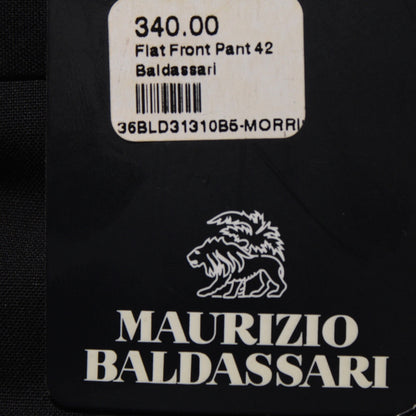 340.00
Flat Front Pant 42
Baldassari
36BLD31310B5-MORRI
MAURIZIO
BALDASSARI